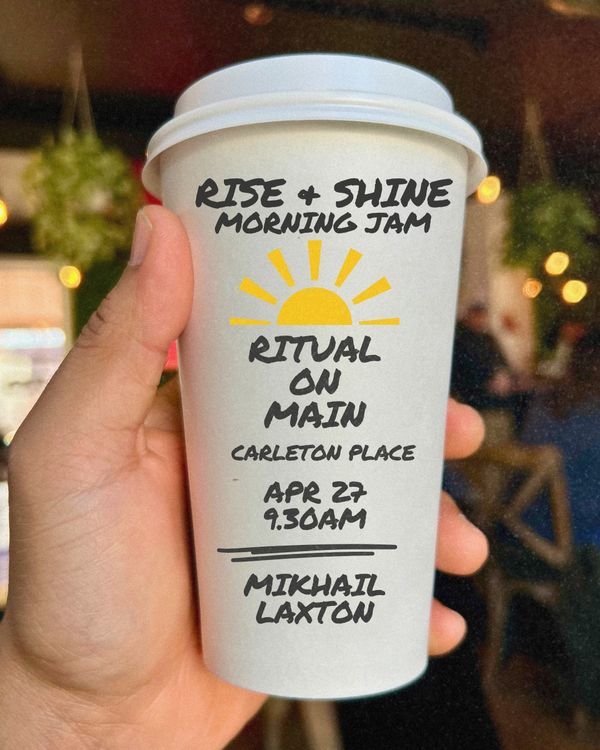 RISE & SHINE
MORNING JAM
RITUAL
ON
MAIN
CARLETON PLACE
APR 27
9.30AM
MIKHAIL
LAXTON